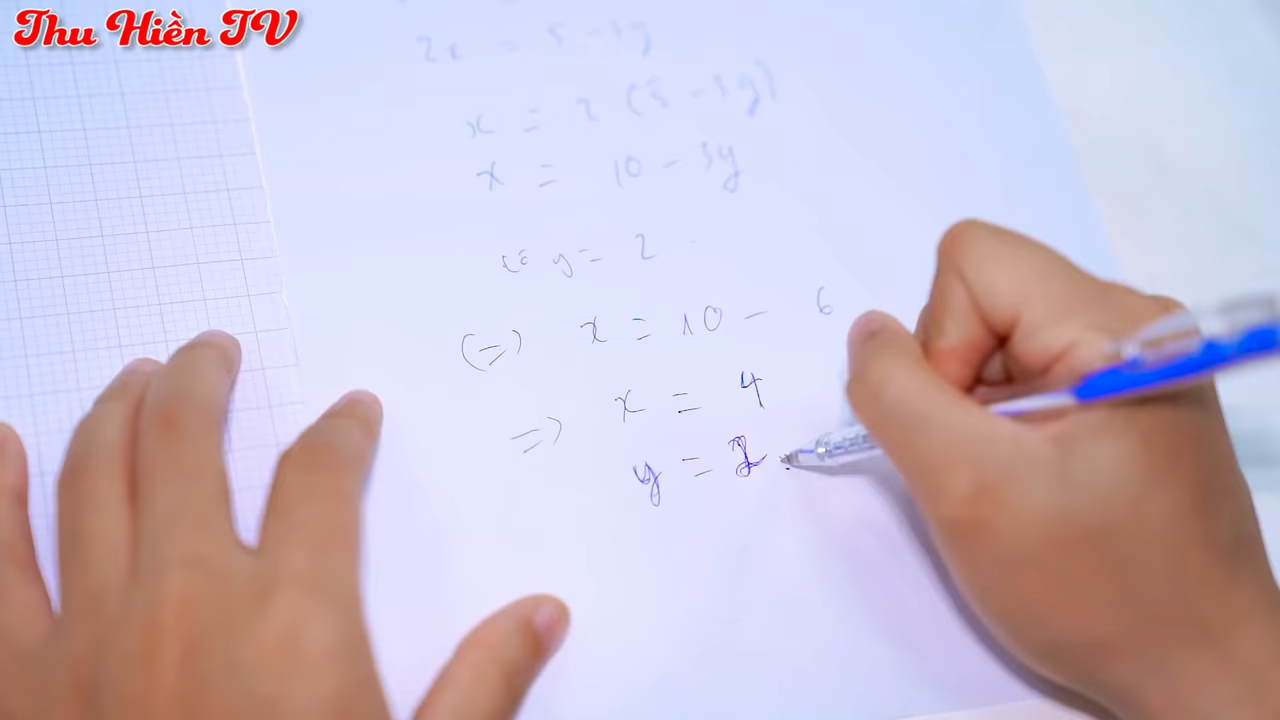 Thu Hiền TV
2x = 5 - 3y
x = 2 (5 - 3y)
x = 10 - 3y
y = 2
(=) x = 10 - 6
=> x = 4
y = 2